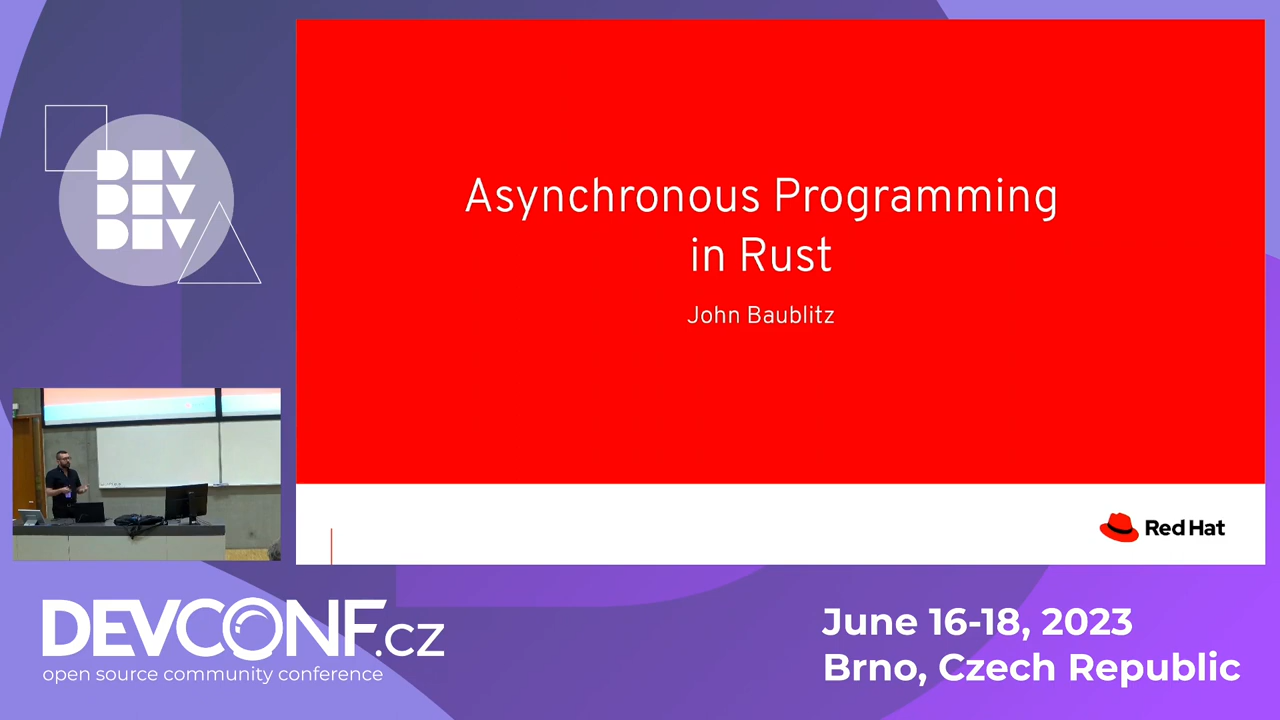 DEV
DEV
DEV
Asynchronous Programming
in Rust
John Baublitz
Red Hat
DEVCONF.cz
open source community conference
June 16-18, 2023
Brno, Czech Republic